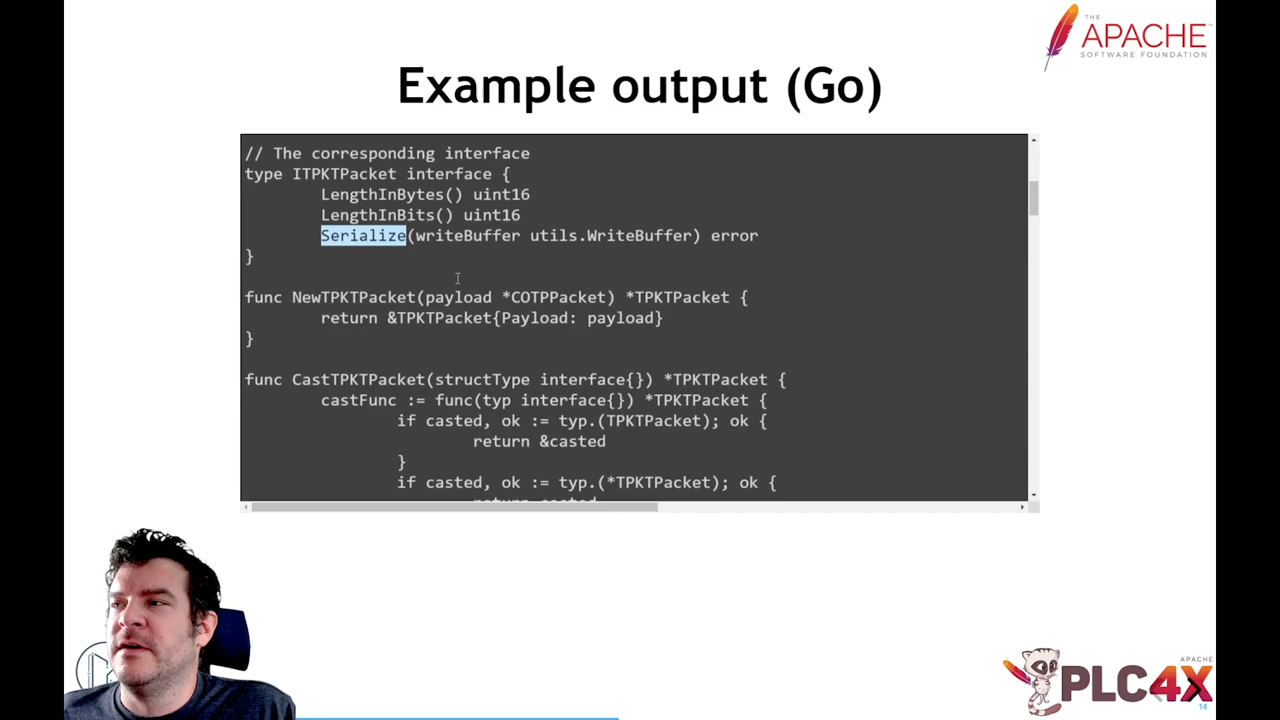 THE
APACHE
SOFTWARE FOUNDATION
Example output (Go)
// The corresponding interface
type ITPKTPacket interface {
LengthInBytes() uint16
LengthInBits() uint16
Serialize(writeBuffer utils.WriteBuffer) error
}
func NewTPKTPacket(payload *COTPPacket) *TPKTPacket {
return &TPKTPacket{Payload: payload}
}
func CastTPKTPacket(structType interface{}) *TPKTPacket {
castFunc := func(typ interface{}) *TPKTPacket {
if casted, ok := typ.(TPKTPacket); ok {
return &casted
}
if casted, ok := typ.(*TPKTPacket); ok {
return casted
APACHE
PLC4X
14